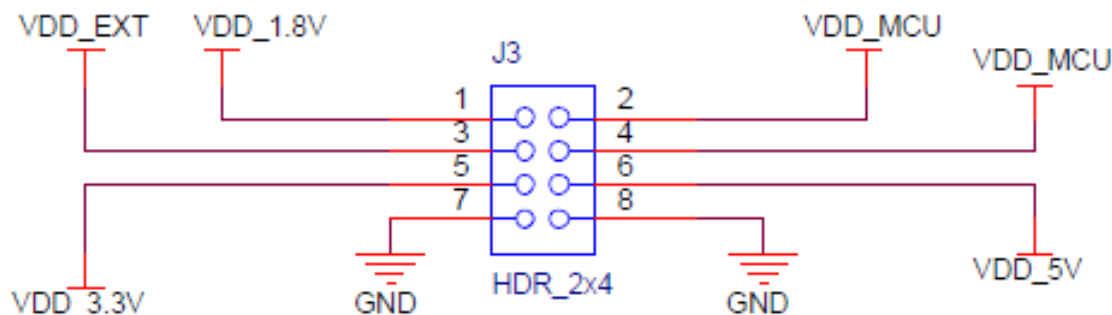 VDD_EXT VDD_1.8V VDD_MCU
J3 VDD_MCU
1 2
3 4
5 6
7 8
VDD_3.3V GND HDR_2x4 GND VDD_5V